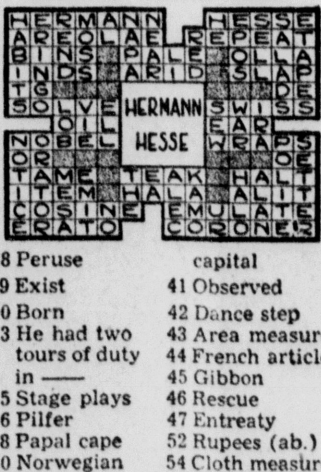 HERMANN HESSE
AREOLAE REPEAT
BINS PALE OLLA
INDS ARID SLAP
TG DE
SOLVE SWISS
OIL EAR
NOBEL WRAPS
OR OE
TAME TEAK HALT
ITEM HALA ALTI
COSINE EMULATE
ERATO CORONERS
HERMANN
HESSE
8 Peruse
9 Exist
0 Born
3 He had two
tours of duty
in —
5 Stage plays
6 Pilfer
8 Papal cape
0 Norwegian
capital
41 Observed
42 Dance step
43 Area measur
44 French article
45 Gibbon
46 Rescue
47 Entreaty
52 Rupees (ab.)
54 Cloth measur